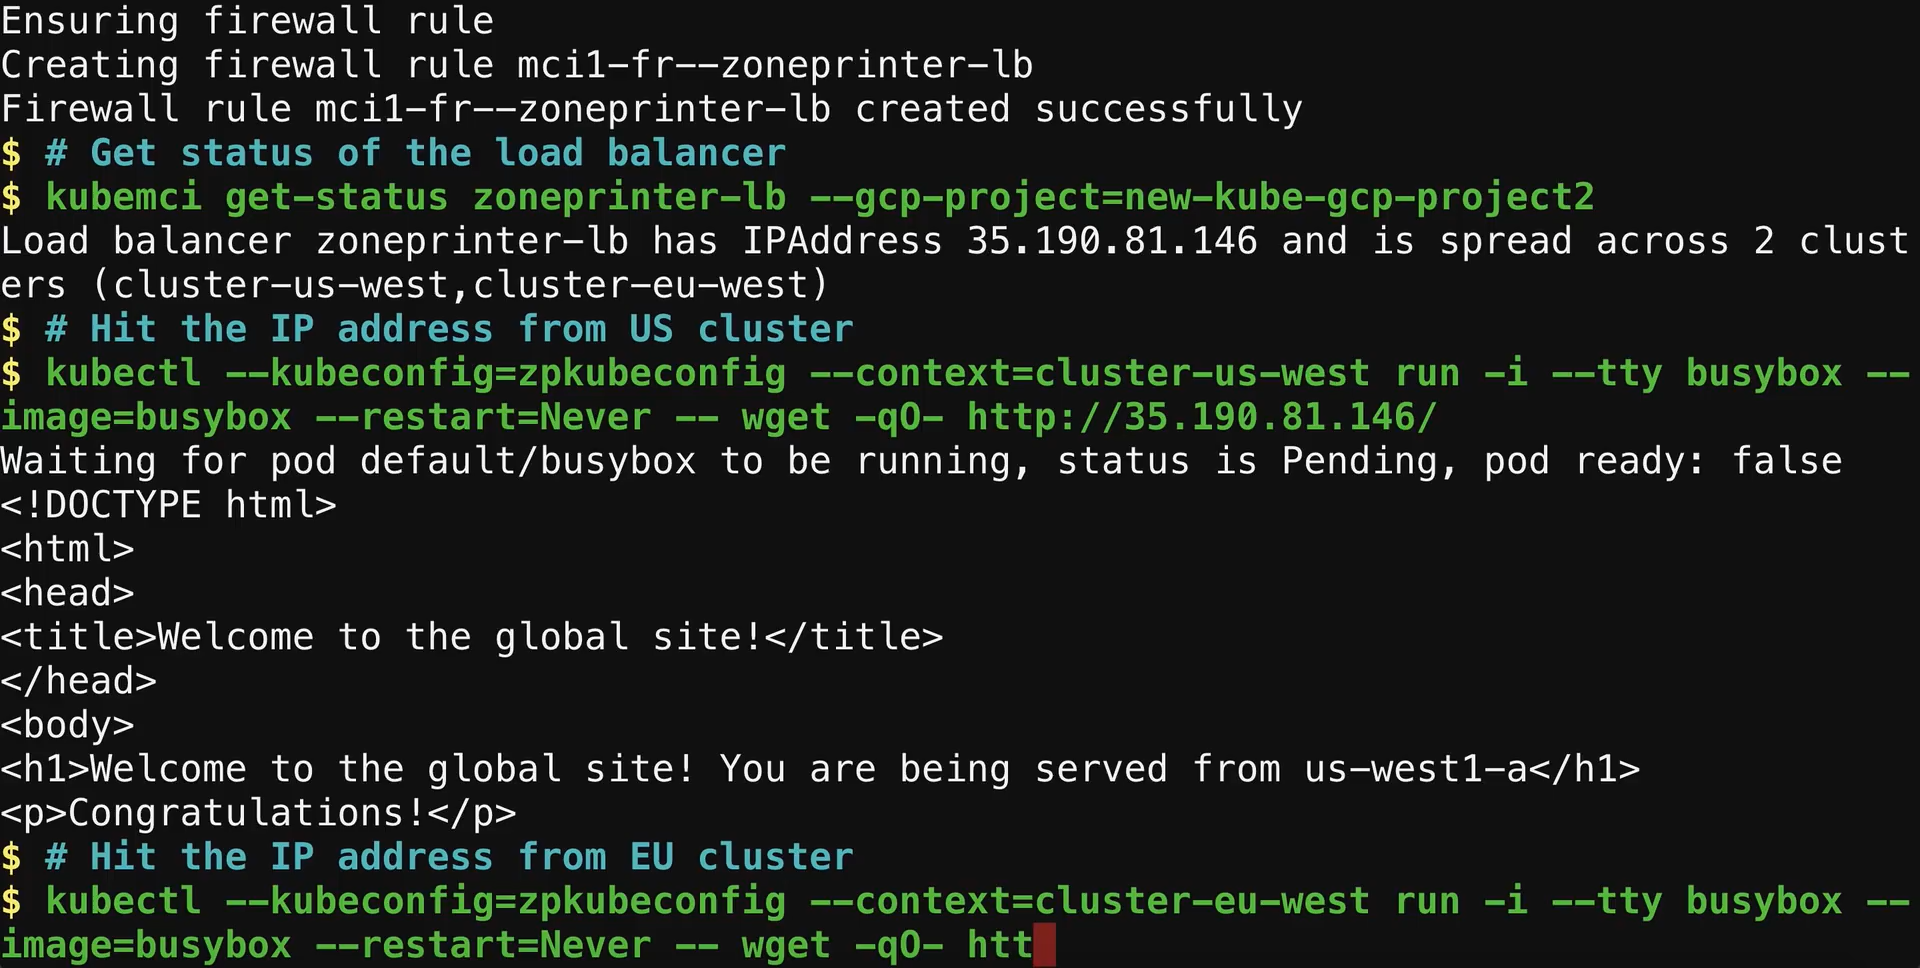 Ensuring firewall rule
Creating firewall rule mci1-fr--zoneprinter-lb
Firewall rule mci1-fr--zoneprinter-lb created successfully
$ # Get status of the load balancer
$ kubemci get-status zoneprinter-lb --gcp-project=new-kube-gcp-project2
Load balancer zoneprinter-lb has IPAddress 35.190.81.146 and is spread across 2 clust
ers (cluster-us-west,cluster-eu-west)
$ # Hit the IP address from US cluster
$ kubectl --kubeconfig=zpkubeconfig --context=cluster-us-west run -i --tty busybox --
image=busybox --restart=Never -- wget -qO- http://35.190.81.146/
Waiting for pod default/busybox to be running, status is Pending, pod ready: false
<!DOCTYPE html>
<html>
<head>
<title>Welcome to the global site!</title>
</head>
<body>
<h1>Welcome to the global site! You are being served from us-west1-a</h1>
<p>Congratulations!</p>
$ # Hit the IP address from EU cluster
$ kubectl --kubeconfig=zpkubeconfig --context=cluster-eu-west run -i --tty busybox --
image=busybox --restart=Never -- wget -qO- htt